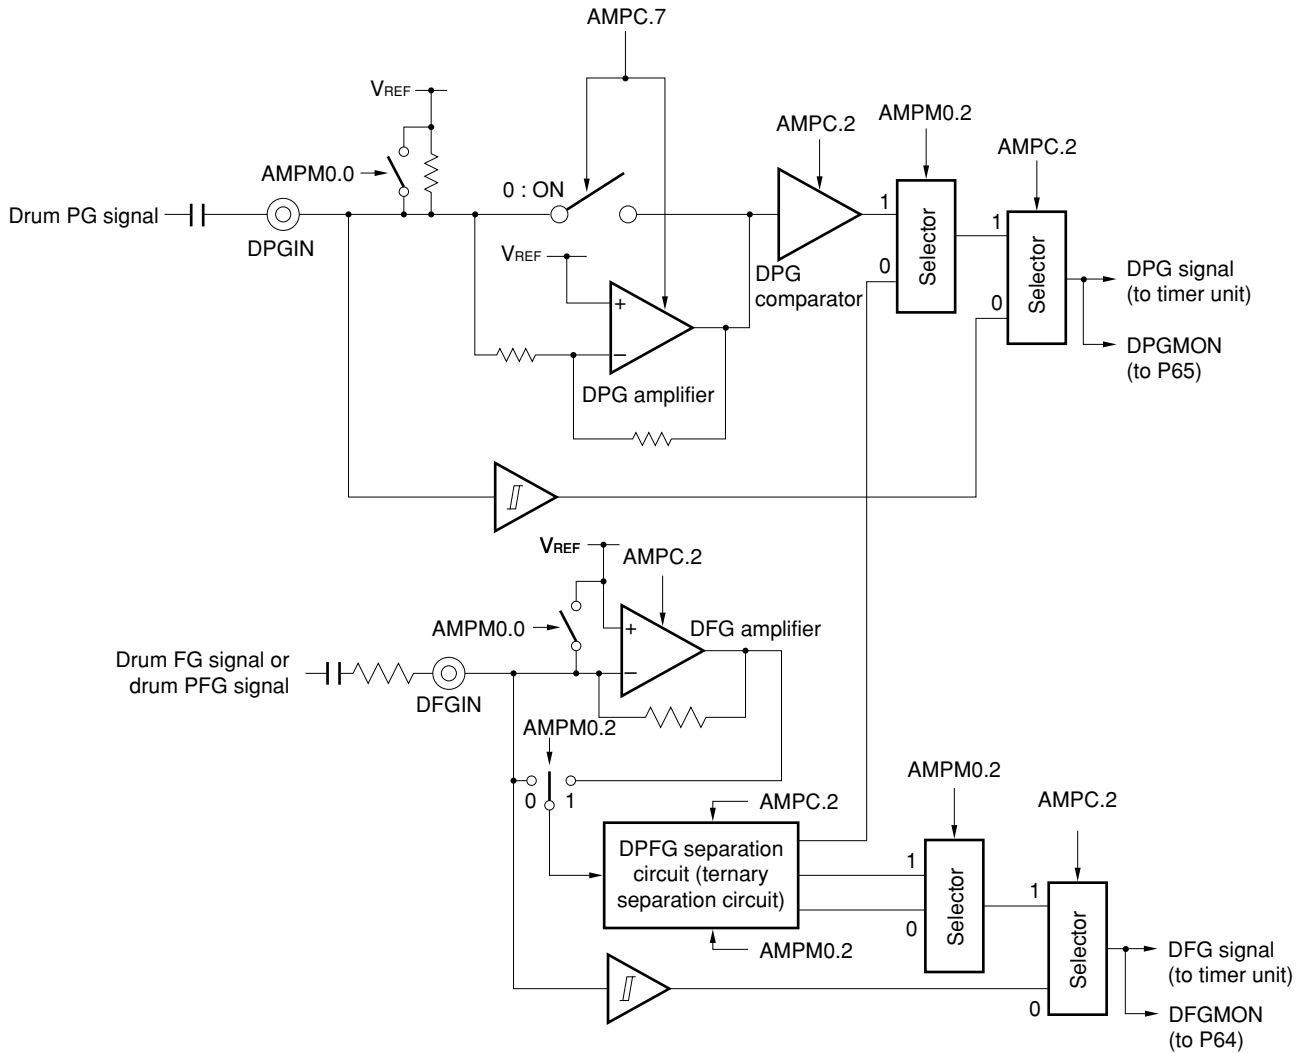 AMPC.7
VREF
AMPM0.0
Drum PG signal
DPGIN
0 : ON
VREF
+
−
DPG amplifier
AMPC.2
DPG
comparator
AMPM0.2
1
0
Selector
AMPC.2
1
0
Selector
DPG signal
(to timer unit)
DPGMON
(to P65)
VREF
AMPC.2
AMPM0.0
+
−
DFG amplifier
Drum FG signal or
drum PFG signal
DFGIN
AMPM0.2
0 1
AMPC.2
DPFG separation
circuit (ternary
separation circuit)
AMPM0.2
AMPM0.2
1
0
Selector
AMPC.2
1
0
Selector
DFG signal
(to timer unit)
DFGMON
(to P64)